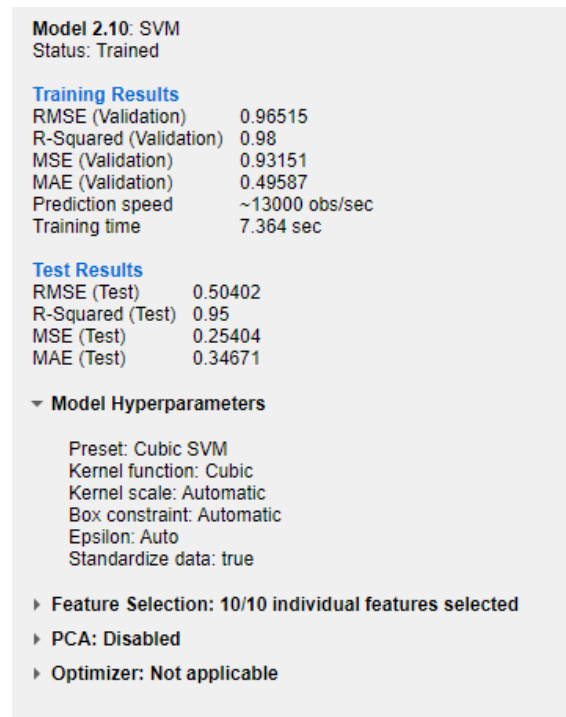 Model 2.10: SVM
Status: Trained
Training Results
RMSE (Validation) 0.96515
R-Squared (Validation) 0.98
MSE (Validation) 0.93151
MAE (Validation) 0.49587
Prediction speed ~13000 obs/sec
Training time 7.364 sec
Test Results
RMSE (Test) 0.50402
R-Squared (Test) 0.95
MSE (Test) 0.25404
MAE (Test) 0.34671
Model Hyperparameters
Preset: Cubic SVM
Kernel function: Cubic
Kernel scale: Automatic
Box constraint: Automatic
Epsilon: Auto
Standardize data: true
Feature Selection: 10/10 individual features selected
PCA: Disabled
Optimizer: Not applicable